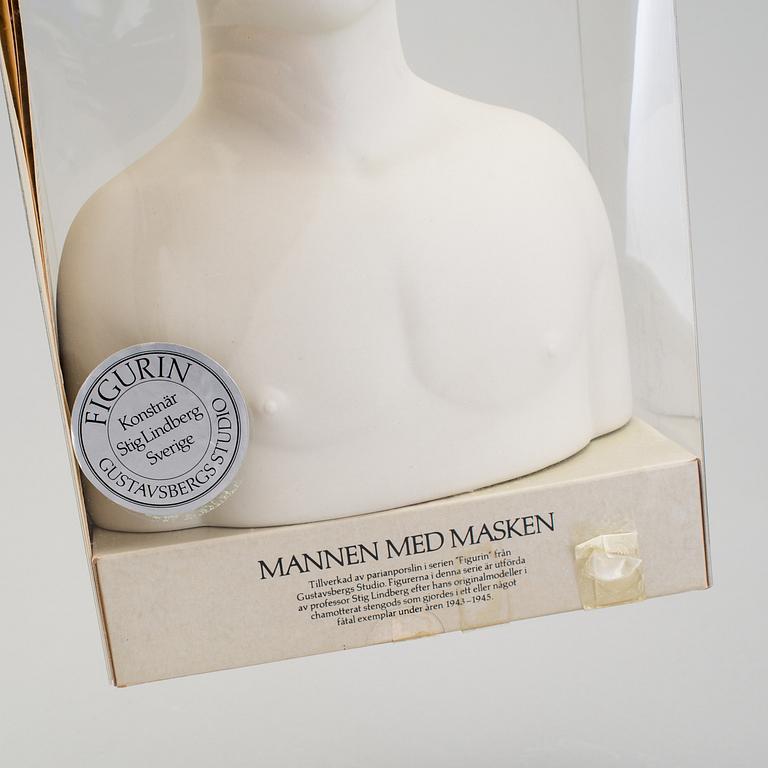 FIGURIN
Konstnär
Stig Lindberg
Sverige
GUSTAVSBERGS STUDIO
MANNEN MED MASKEN
Tillverkad av parianporslin i serien "Figurin" från
Gustavsbergs Studio. Figurerna i denna serie är utförda
av professor Stig Lindberg efter hans originalmodeller i
chamotterat stengods som gjordes i ett eller något
fåtal exemplar under åren 1943–1945.